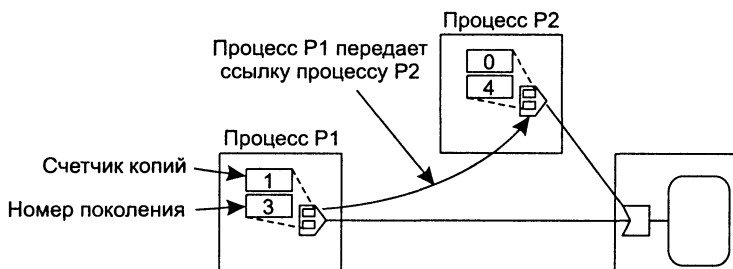 Процесс P2
Процесс P1 передает
ссылку процессу P2
0
4
Процесс P1
Счетчик копий
1
Номер поколения
3